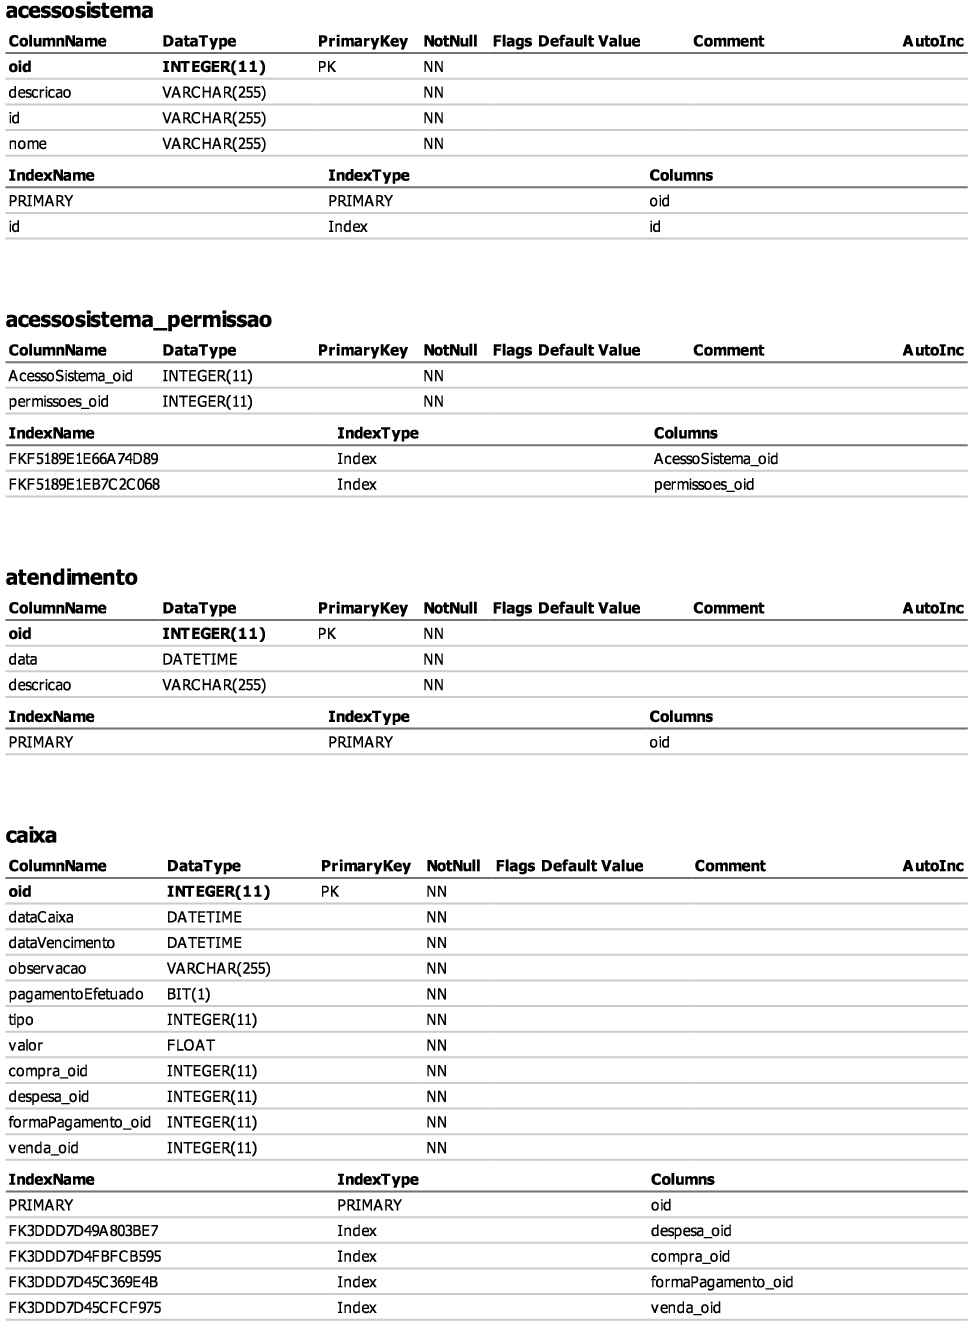 acessosistema
ColumnName DataType PrimaryKey NotNull Flags Default Value Comment AutoInc
oid INTEGER(11) PK NN
descricao VARCHAR(255) NN
id VARCHAR(255) NN
nome VARCHAR(255) NN
IndexName IndexType Columns
PRIMARY PRIMARY oid
id Index id
acessosistema_permissao
ColumnName DataType PrimaryKey NotNull Flags Default Value Comment AutoInc
AcessoSistema_oid INTEGER(11) NN
permissoes_oid INTEGER(11) NN
IndexName IndexType Columns
FKF5189E1E66A74D89 Index AcessoSistema_oid
FKF5189E1EB7C2C068 Index permissoes_oid
atendimento
ColumnName DataType PrimaryKey NotNull Flags Default Value Comment AutoInc
oid INTEGER(11) PK NN
data DATETIME NN
descricao VARCHAR(255) NN
IndexName IndexType Columns
PRIMARY PRIMARY oid
caixa
ColumnName DataType PrimaryKey NotNull Flags Default Value Comment AutoInc
oid INTEGER(11) PK NN
dataCaixa DATETIME NN
dataVencimento DATETIME NN
observacao VARCHAR(255) NN
pagamentoEfetuado BIT(1) NN
tipo INTEGER(11) NN
valor FLOAT NN
compra_oid INTEGER(11) NN
despesa_oid INTEGER(11) NN
formaPagamento_oid INTEGER(11) NN
venda_oid INTEGER(11) NN
IndexName IndexType Columns
PRIMARY PRIMARY oid
FK3DDD7D49A803BE7 Index despesa_oid
FK3DDD7D4FBFCB595 Index compra_oid
FK3DDD7D45C369E4B Index formaPagamento_oid
FK3DDD7D45CFCF975 Index venda_oid